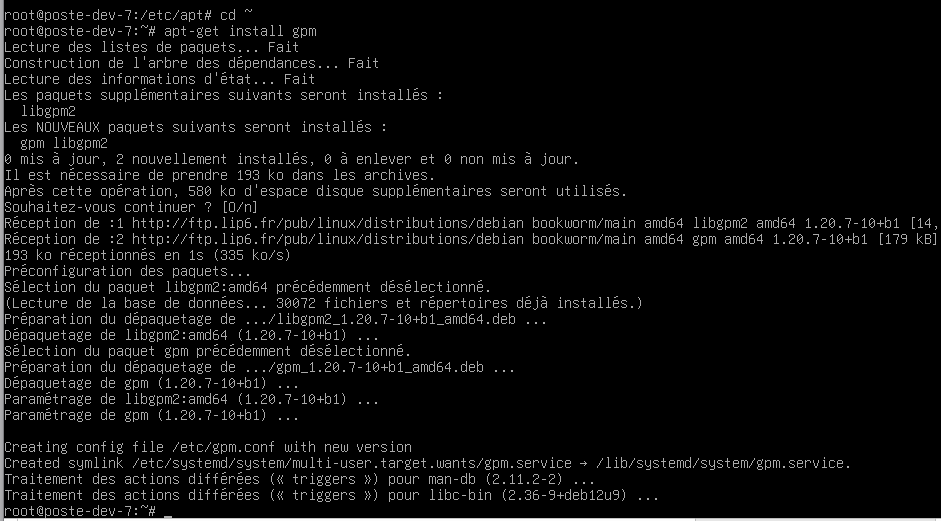 root@poste-dev-7:/etc/apt# cd ~
root@poste-dev-7:~# apt-get install gpm
Lecture des listes de paquets... Fait
Construction de l'arbre des dépendances... Fait
Lecture des informations d'état... Fait
Les paquets supplémentaires suivants seront installés :
  libgpm2
Les NOUVEAUX paquets suivants seront installés :
  gpm libgpm2
0 mis à jour, 2 nouvellement installés, 0 à enlever et 0 non mis à jour.
Il est nécessaire de prendre 193 ko dans les archives.
Après cette opération, 580 ko d'espace disque supplémentaires seront utilisés.
Souhaitez-vous continuer ? [O/n]
Réception de :1 http://ftp.lip6.fr/pub/linux/distributions/debian bookworm/main amd64 libgpm2 amd64 1.20.7-10+b1 [14,
Réception de :2 http://ftp.lip6.fr/pub/linux/distributions/debian bookworm/main amd64 gpm amd64 1.20.7-10+b1 [179 kB]
193 ko réceptionnés en 1s (335 ko/s)
Préconfiguration des paquets...
Sélection du paquet libgpm2:amd64 précédemment désélectionné.
(Lecture de la base de données... 30072 fichiers et répertoires déjà installés.)
Préparation du dépaquetage de .../libgpm2_1.20.7-10+b1_amd64.deb ...
Dépaquetage de libgpm2:amd64 (1.20.7-10+b1) ...
Sélection du paquet gpm précédemment désélectionné.
Préparation du dépaquetage de .../gpm_1.20.7-10+b1_amd64.deb ...
Dépaquetage de gpm (1.20.7-10+b1) ...
Paramétrage de libgpm2:amd64 (1.20.7-10+b1) ...
Paramétrage de gpm (1.20.7-10+b1) ...

Creating config file /etc/gpm.conf with new version
Created symlink /etc/systemd/system/multi-user.target.wants/gpm.service → /lib/systemd/system/gpm.service.
Traitement des actions différées (« triggers ») pour man-db (2.11.2-2) ...
Traitement des actions différées (« triggers ») pour libc-bin (2.36-9+deb12u9) ...
root@poste-dev-7:~# _